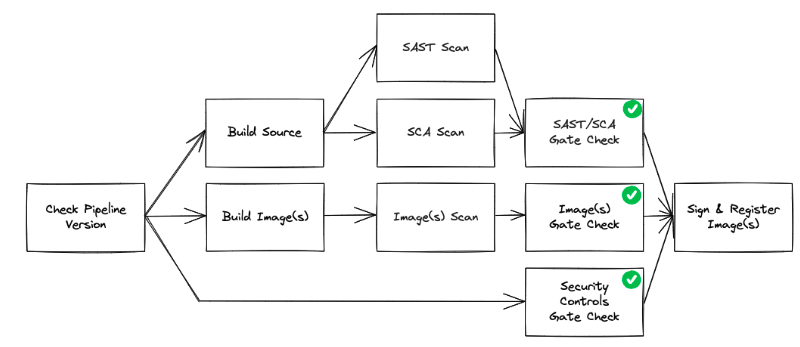 SAST Scan
Build Source
SCA Scan
SAST/SCA
Gate Check
Check Pipeline
Version
Build Image(s)
Image(s) Scan
Image(s)
Gate Check
Sign & Register
Image(s)
Security
Controls
Gate Check